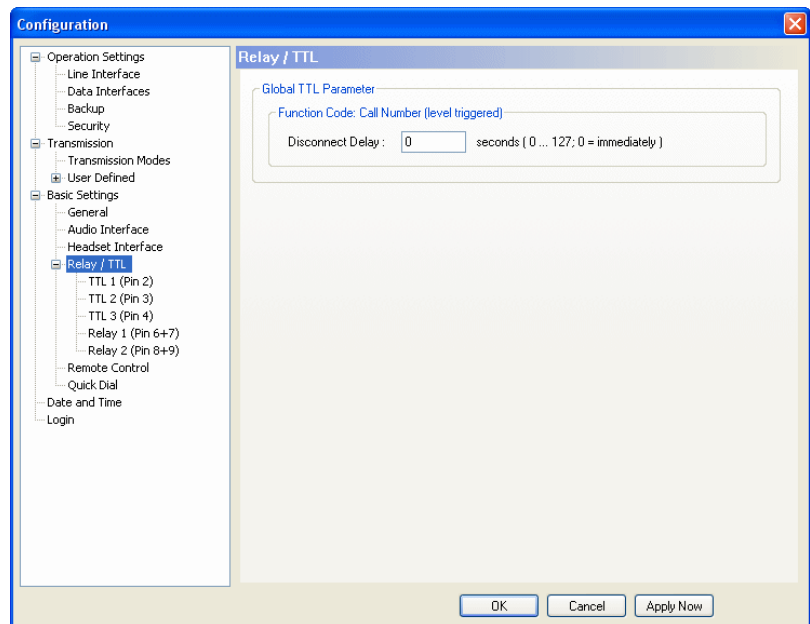 Configuration
Operation Settings
Line Interface
Data Interfaces
Backup
Security
Transmission
Transmission Modes
User Defined
Basic Settings
General
Audio Interface
Headset Interface
Relay / TTL
TTL 1 (Pin 2)
TTL 2 (Pin 3)
TTL 3 (Pin 4)
Relay 1 (Pin 6+7)
Relay 2 (Pin 8+9)
Remote Control
Quick Dial
Date and Time
Login
Relay / TTL
Global TTL Parameter
Function Code: Call Number (level triggered)
Disconnect Delay : 0 seconds ( 0 ... 127; 0 = immediately )
OK Cancel Apply Now